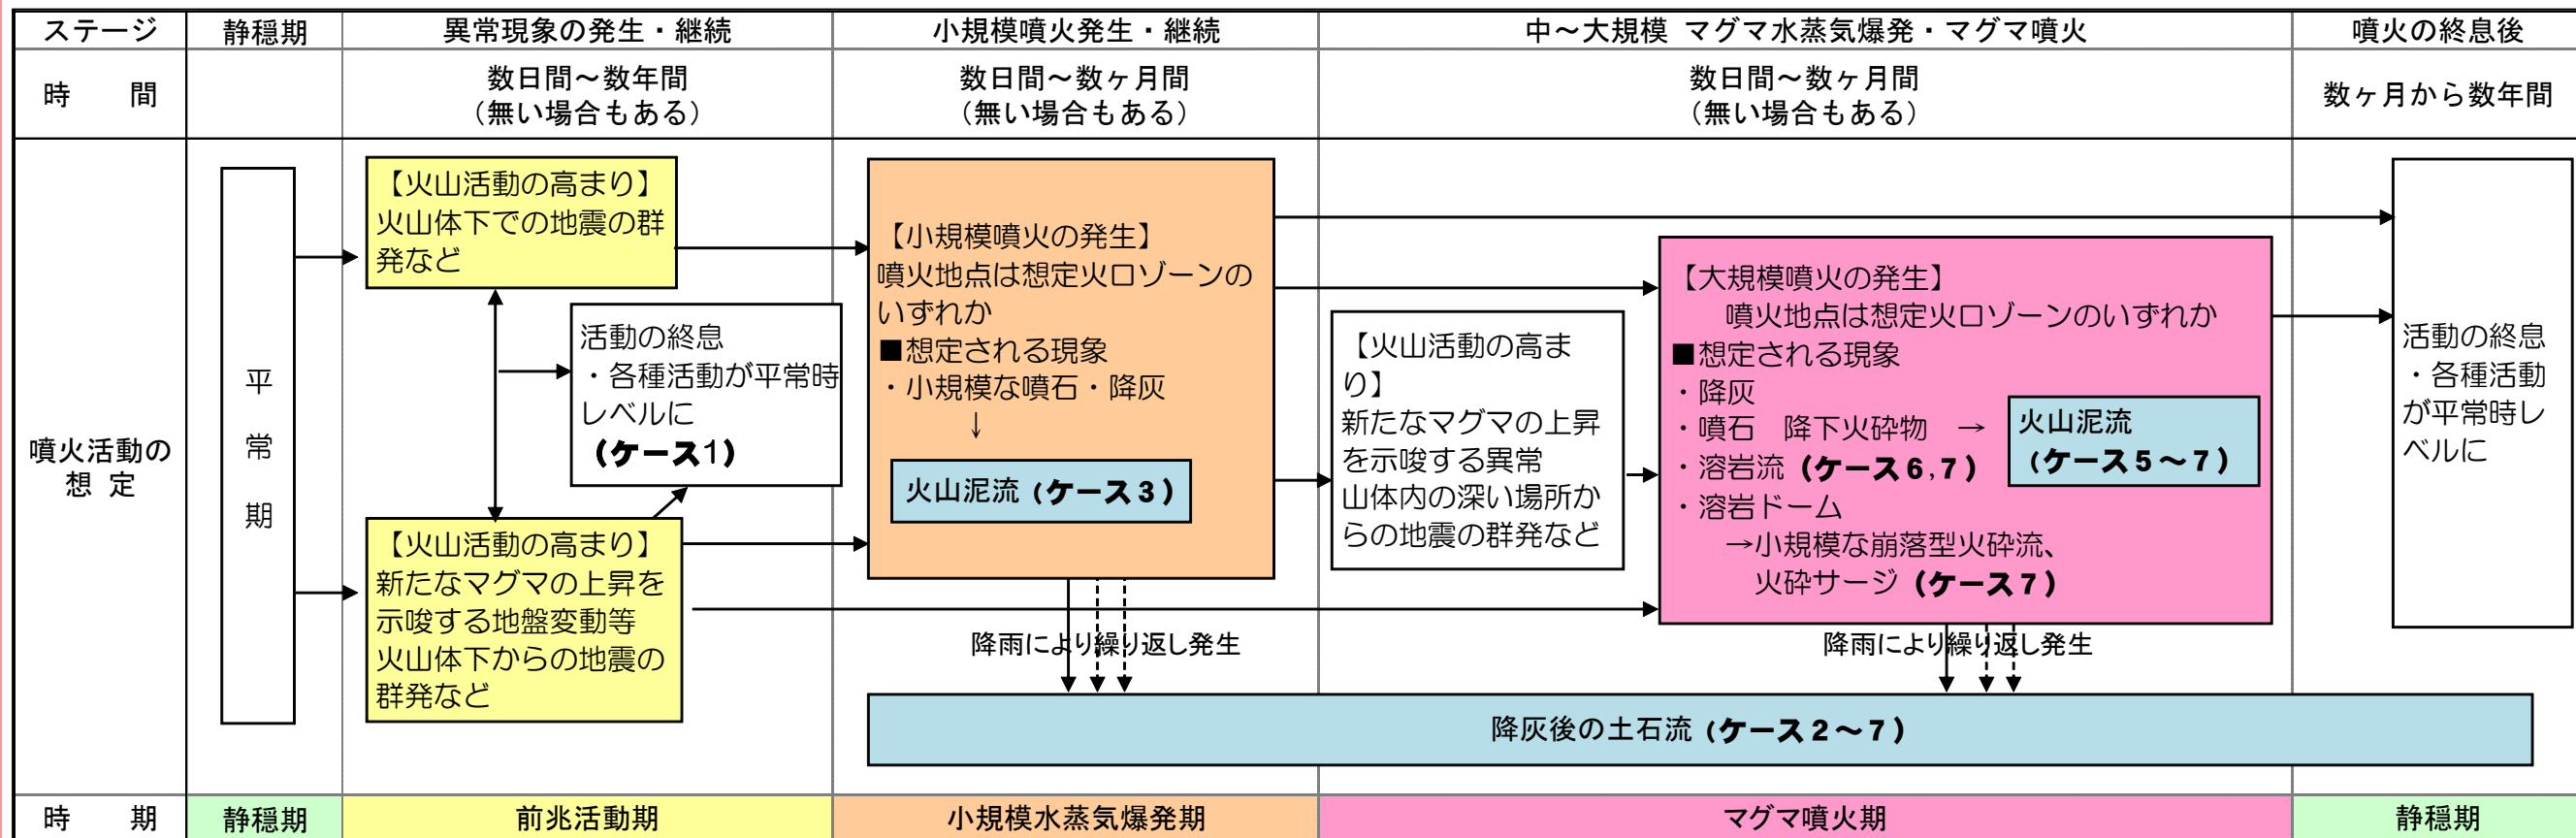 ステージ
静穏期
異常現象の発生・継続
小規模噴火発生・継続
中～大規模 マグマ水蒸気爆発・マグマ噴火
噴火の終息後
時　間
数日間～数年間
（無い場合もある）
数日間～数ヶ月間
（無い場合もある）
数日間～数ヶ月間
（無い場合もある）
数ヶ月から数年間
噴火活動の
想 定
平
常
期
【火山活動の高まり】
火山体下での地震の群
発など
活動の終息
・各種活動が平常時
レベルに
（ケース1）
【火山活動の高まり】
新たなマグマの上昇を
示唆する地盤変動等
火山体下からの地震の
群発など
【小規模噴火の発生】
噴火地点は想定火口ゾーンの
いずれか
■想定される現象
・小規模な噴石・降灰
↓
火山泥流（ケース3）
降雨により繰り返し発生
【火山活動の高ま
り】
新たなマグマの上昇
を示唆する異常
山体内の深い場所か
らの地震の群発など
【大規模噴火の発生】
噴火地点は想定火口ゾーンのいずれか
■想定される現象
・降灰
・噴石　降下火砕物　→
・溶岩流（ケース6,7）
・溶岩ドーム
→小規模な崩落型火砕流、
火砕サージ（ケース7）
火山泥流
（ケース5～7）
降雨により繰り返し発生
活動の終息
・各種活動
が平常時レ
ベルに
降灰後の土石流（ケース2～7）
時　期
静穏期
前兆活動期
小規模水蒸気爆発期
マグマ噴火期
静穏期